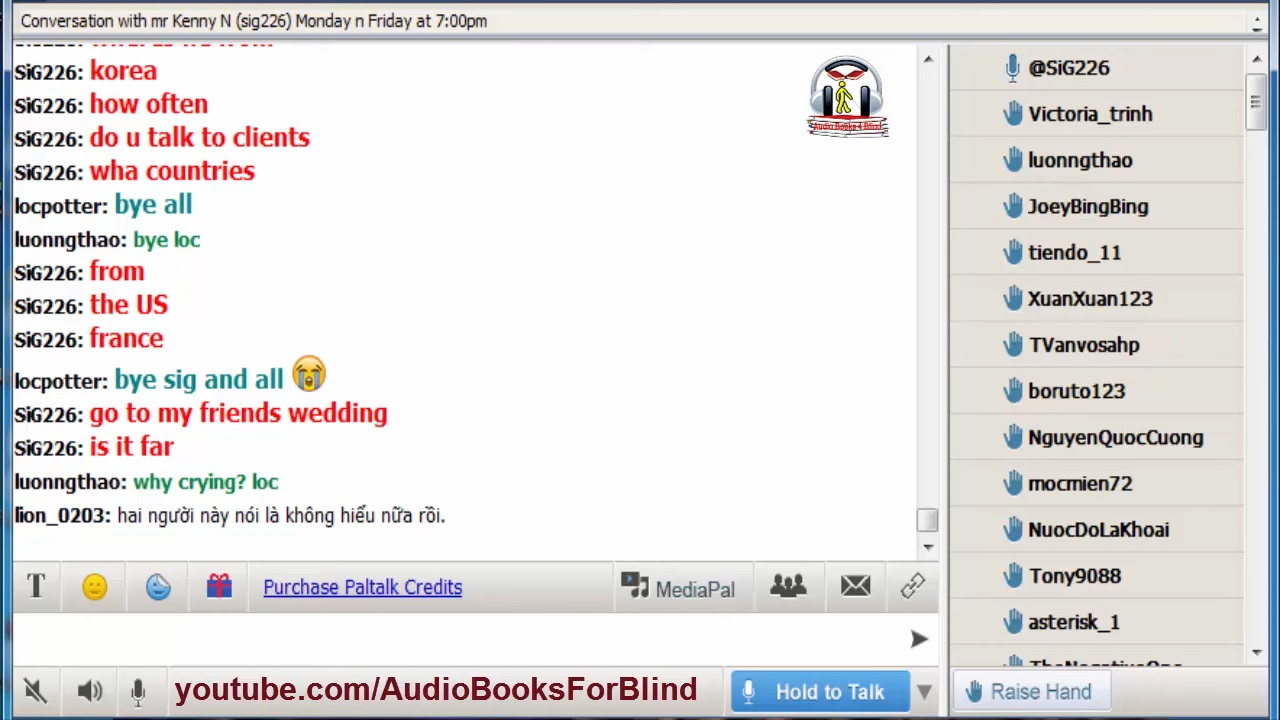 Conversation with mr Kenny N (sig226) Monday n Friday at 7:00pm
SiG226: korea
SiG226: how often
SiG226: do u talk to clients
SiG226: wha countries
locpotter: bye all
luonngthao: bye loc
SiG226: from
SiG226: the US
SiG226: france
locpotter: bye sig and all
SiG226: go to my friends wedding
SiG226: is it far
luonngthao: why crying? loc
lion_0203: hai người này nói là không hiểu nữa rồi.
Audio Books 4 Blind
T
Purchase Paltalk Credits
MediaPal
youtube.com/AudioBooksForBlind
Hold to Talk
@SiG226
Victoria_trinh
luonngthao
JoeyBingBing
tiendo_11
XuanXuan123
TVanvosahp
boruto123
NguyenQuocCuong
mocmien72
NuocDoLaKhoai
Tony9088
asterisk_1
Raise Hand